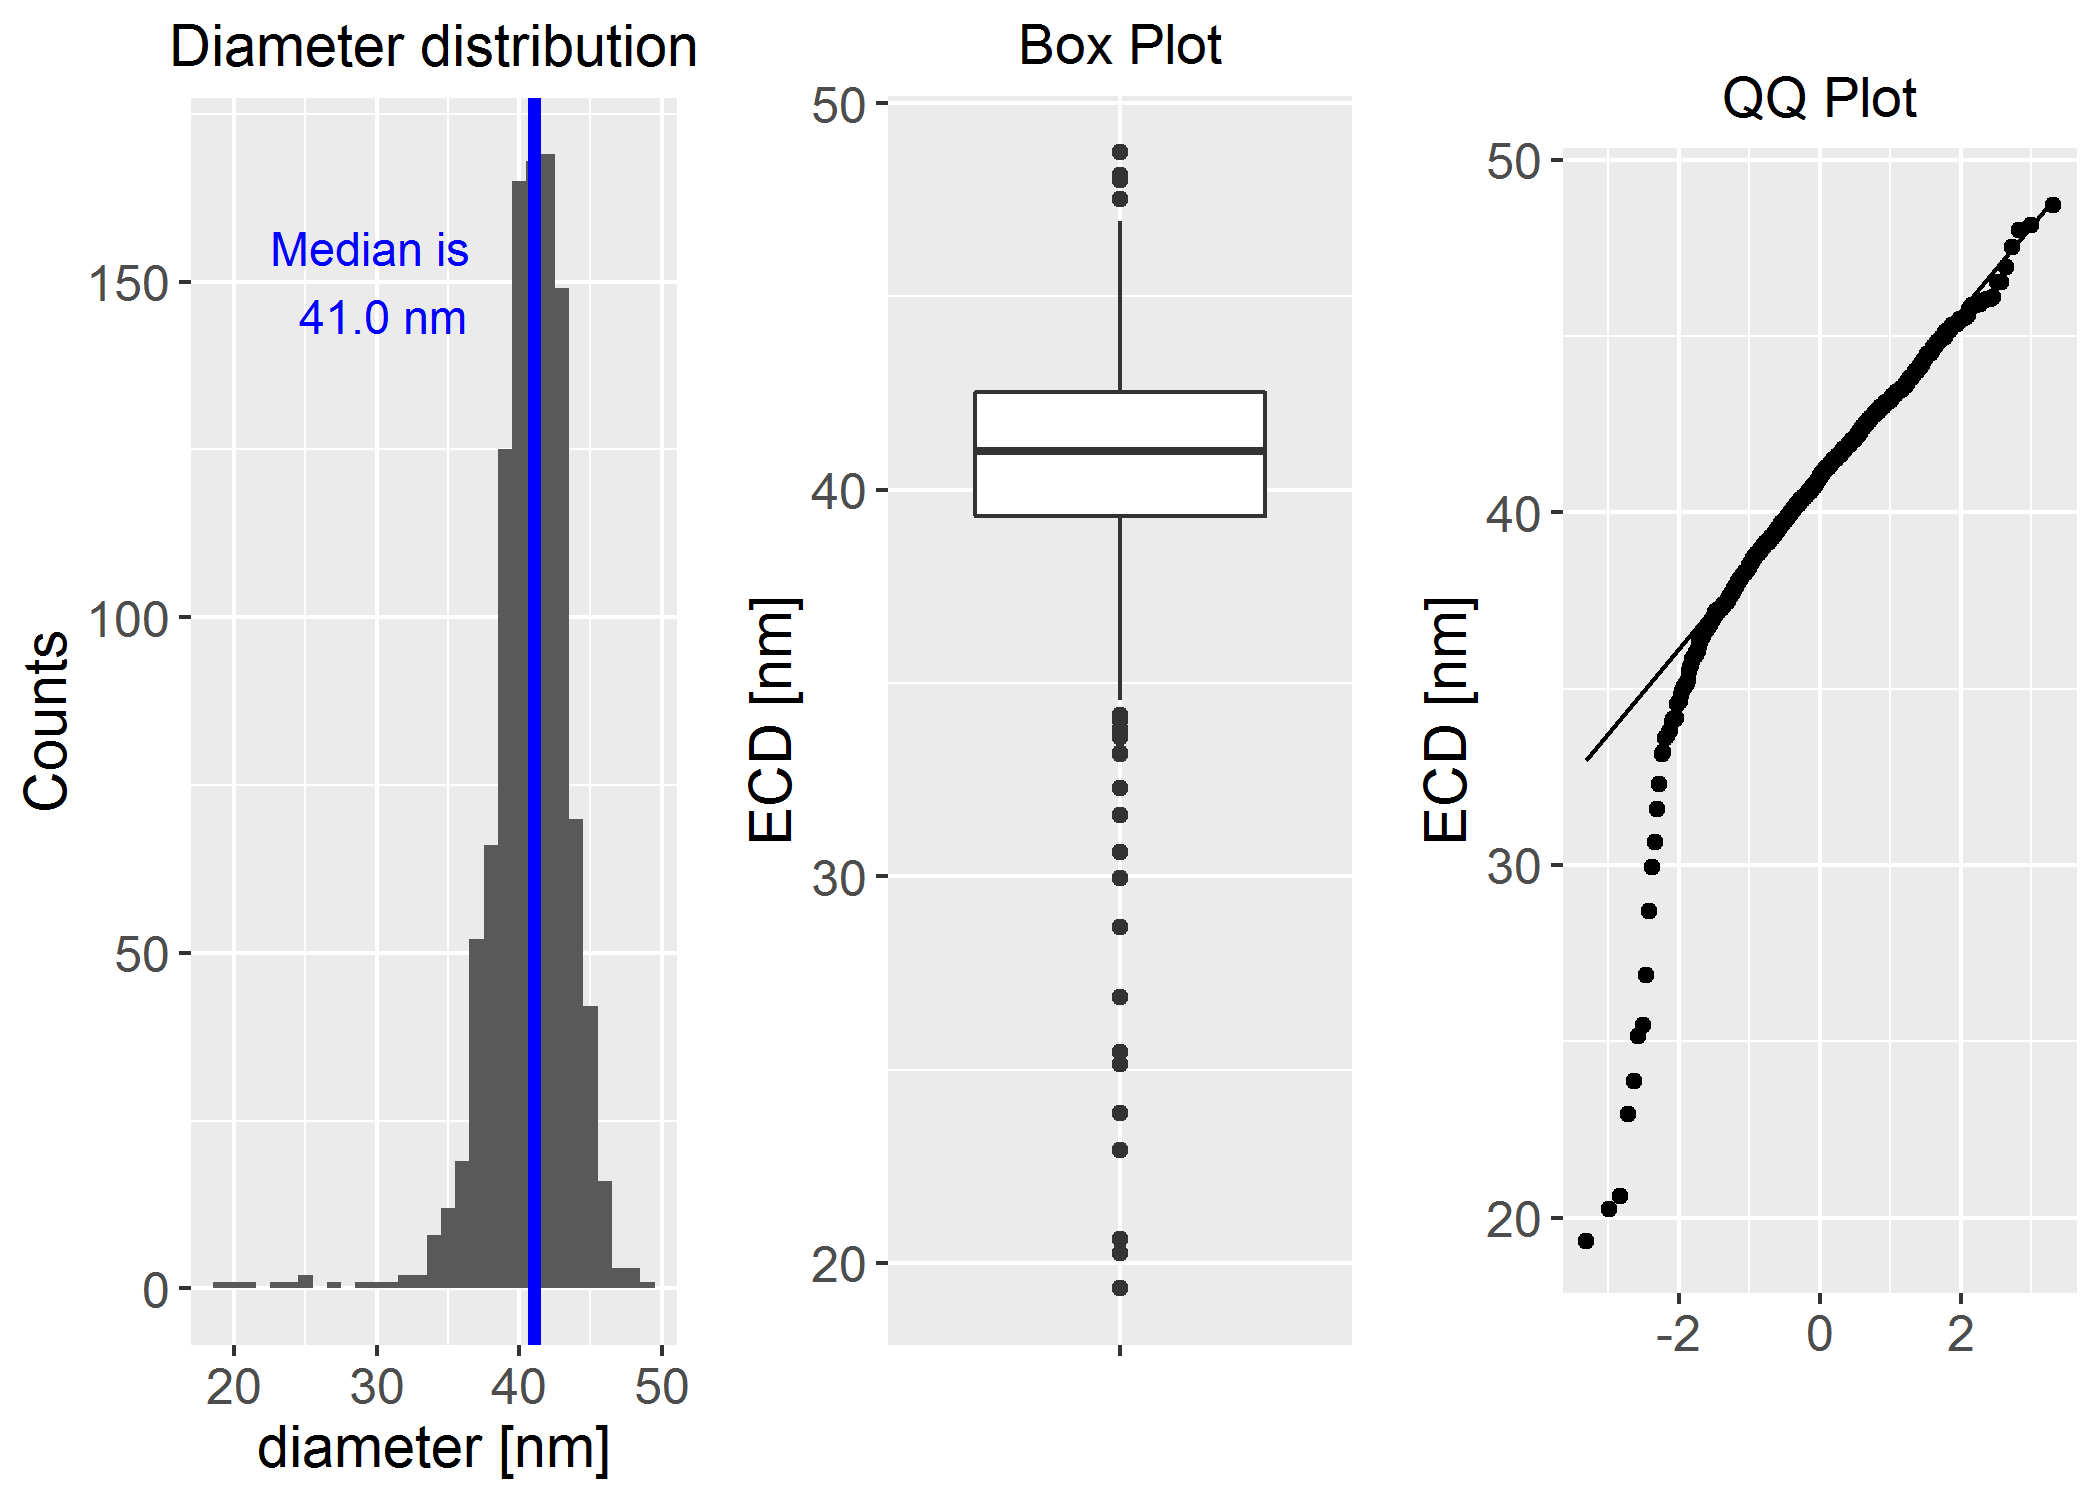 Diameter distribution
Median is
41.0 nm
Counts
150
100
50
0
20 30 40 50
diameter [nm]
Box Plot
ECD [nm]
50
40
30
20
QQ Plot
ECD [nm]
50
40
30
20
-2 0 2